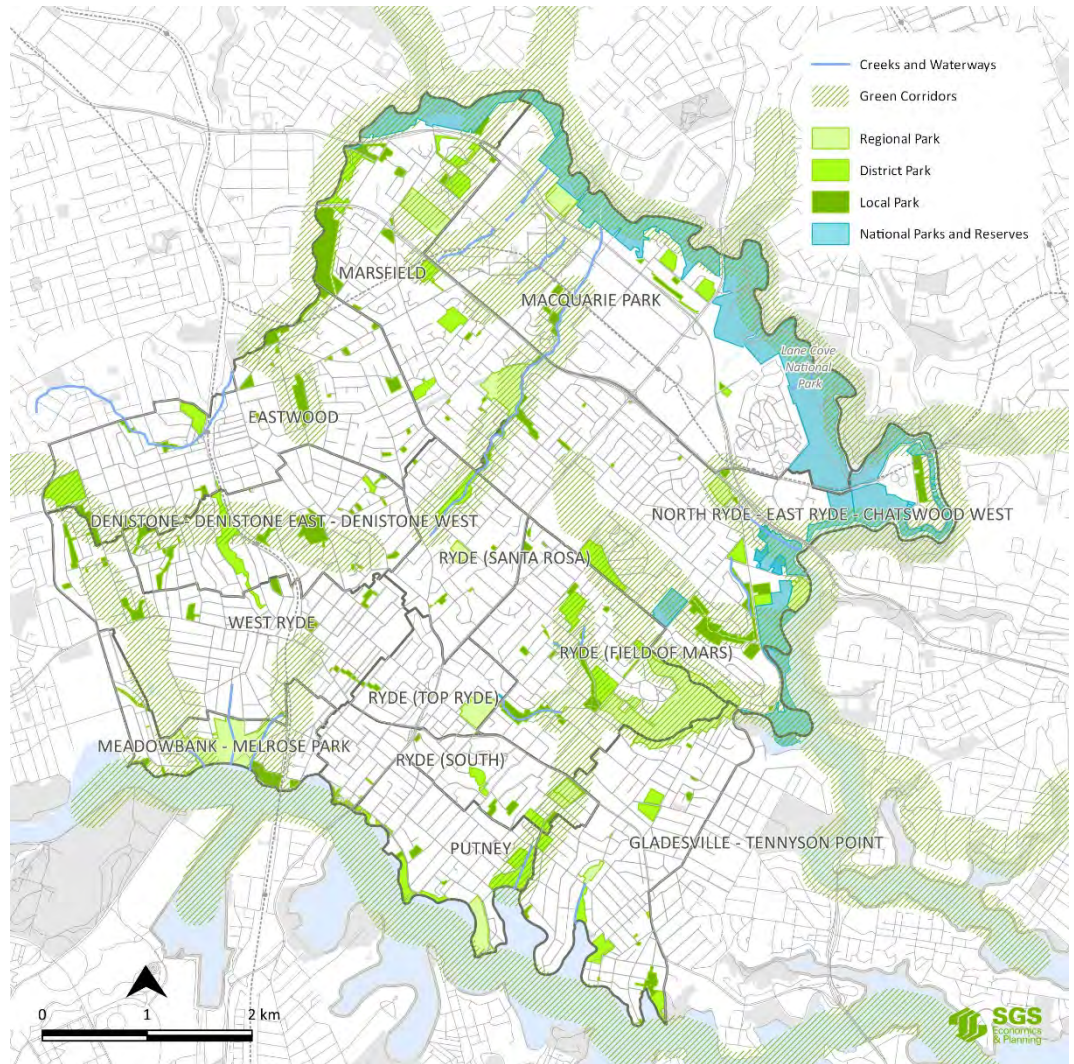 Creeks and Waterways
Green Corridors
Regional Park
District Park
Local Park
National Parks and Reserves
MARSFIELD
MACQUARIE PARK
Lane Cove
National
Park
EASTWOOD
NORTH RYDE - EAST RYDE - CHATSWOOD WEST
DENISTONE - DENISTONE EAST - DENISTONE WEST
RYDE (SANTA ROSA)
WEST RYDE
RYDE (FIELD OF MARS)
RYDE (TOP RYDE)
MEADOWBANK - MELROSE PARK
RYDE (SOUTH)
PUTNEY
GLADESVILLE - TENNYSON POINT
0 1 2 km
SGS
Economics
& Planning